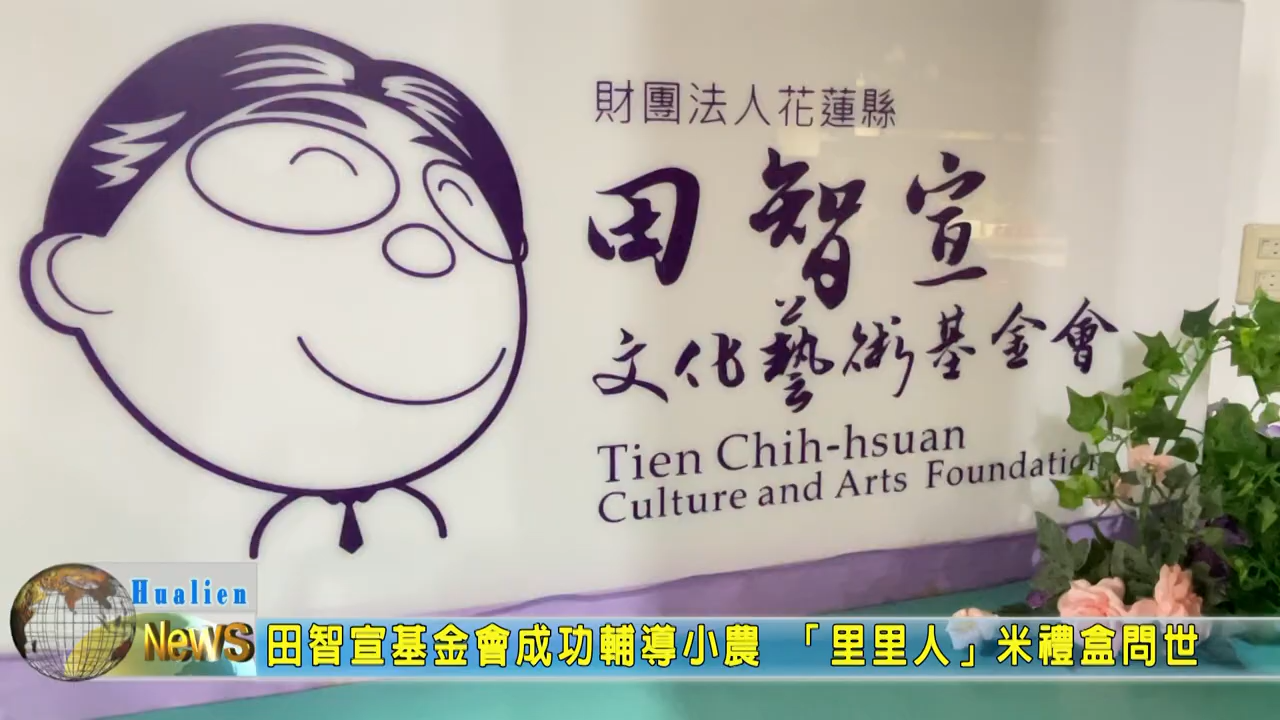 財團法人花蓮縣
田智宣
文化藝術基金會
Tien Chih-hsuan
Culture and Arts Foundation
Hualien
News
田智宣基金會成功輔導小農 「里里人」米禮盒問世